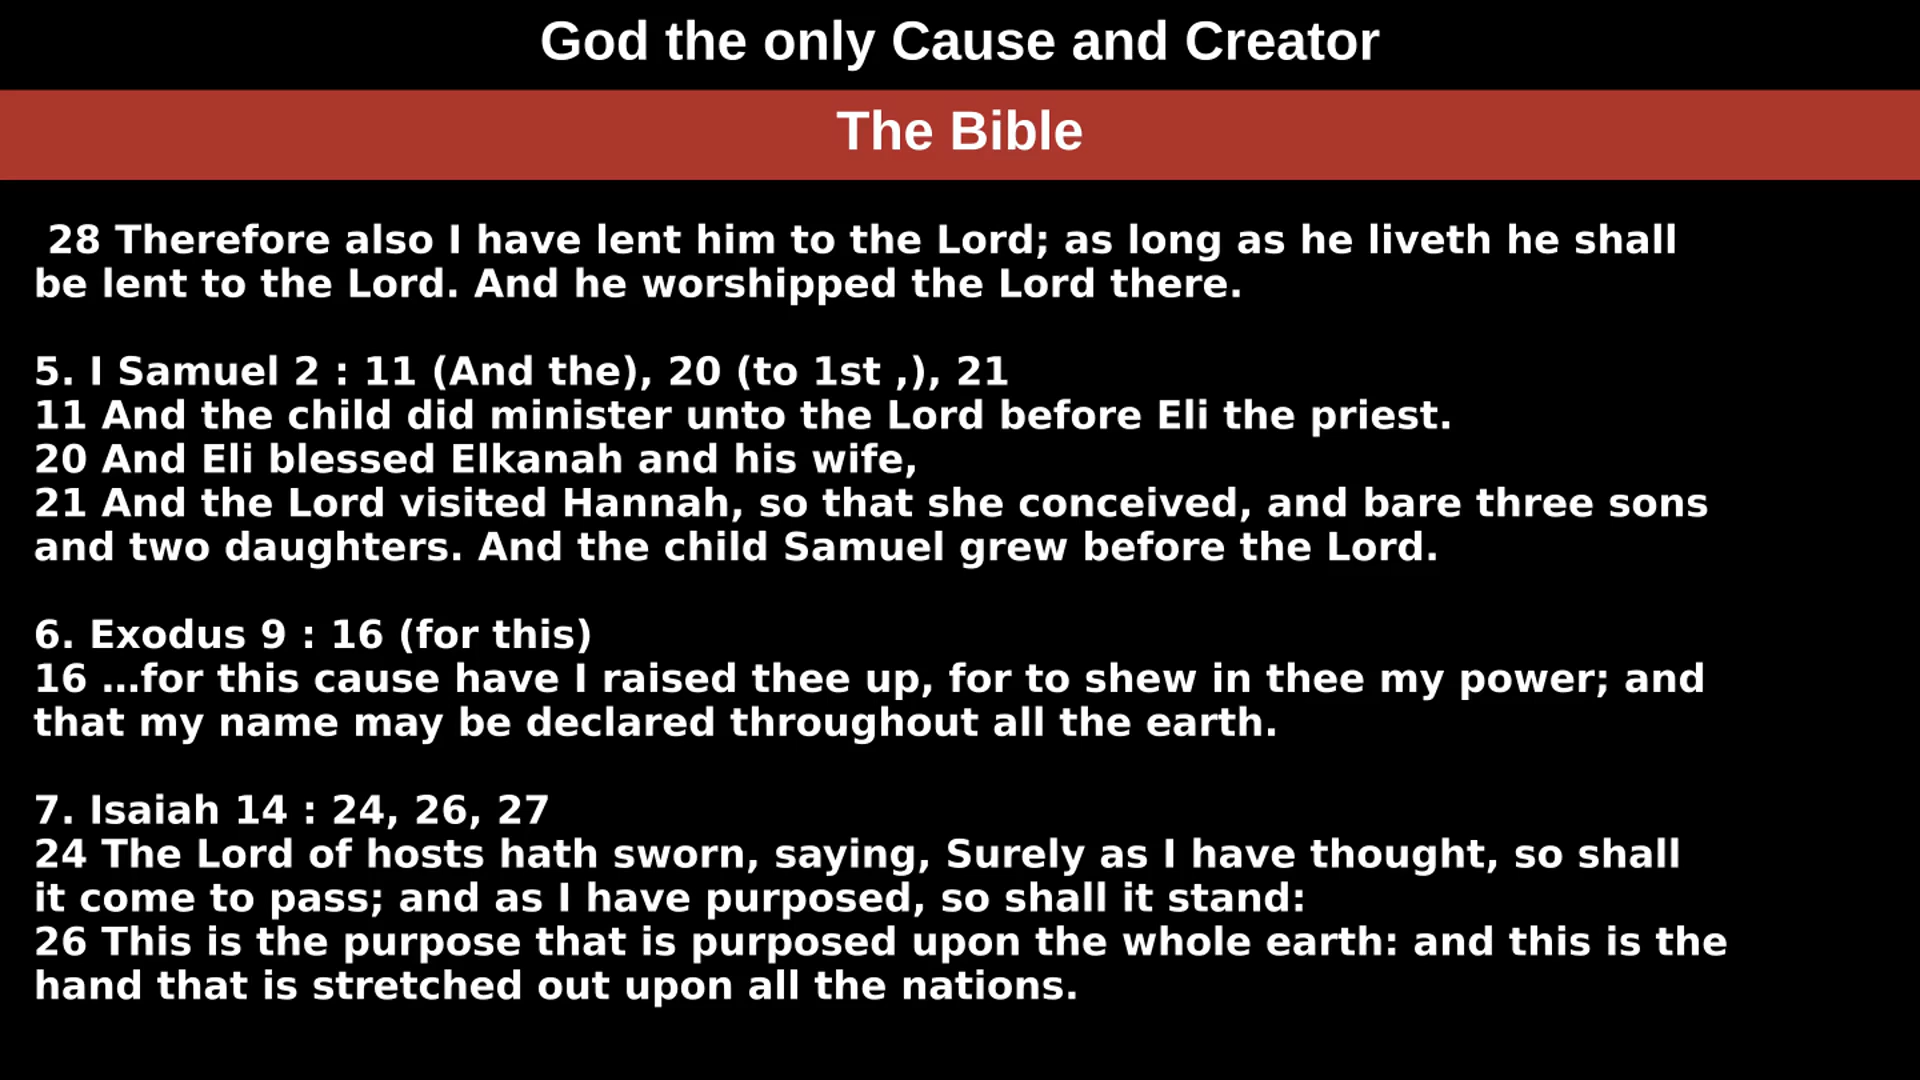 God the only Cause and Creator
The Bible
28 Therefore also I have lent him to the Lord; as long as he liveth he shall
be lent to the Lord. And he worshipped the Lord there.
5. I Samuel 2 : 11 (And the), 20 (to 1st ,), 21
11 And the child did minister unto the Lord before Eli the priest.
20 And Eli blessed Elkanah and his wife,
21 And the Lord visited Hannah, so that she conceived, and bare three sons
and two daughters. And the child Samuel grew before the Lord.
6. Exodus 9 : 16 (for this)
16 …for this cause have I raised thee up, for to shew in thee my power; and
that my name may be declared throughout all the earth.
7. Isaiah 14 : 24, 26, 27
24 The Lord of hosts hath sworn, saying, Surely as I have thought, so shall
it come to pass; and as I have purposed, so shall it stand:
26 This is the purpose that is purposed upon the whole earth: and this is the
hand that is stretched out upon all the nations.